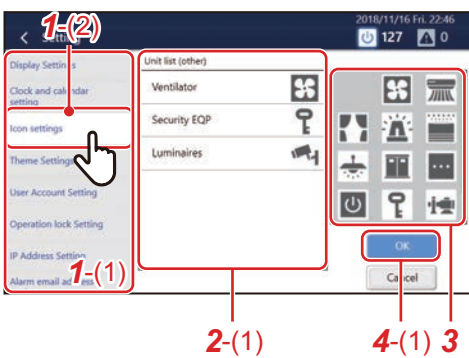 2018/11/16 Fri. 22:46
1-(2)
127
0
Display Settings
Clock and calendar
setting
Icon settings
Theme Settings
User Account Setting
Operation lock Setting
IP Address Setting
Alarm email address
1-(1)
Unit list (other)
Ventilator
Security EQP
Luminaires
OK
Cancel
2-(1)
4-(1)
3